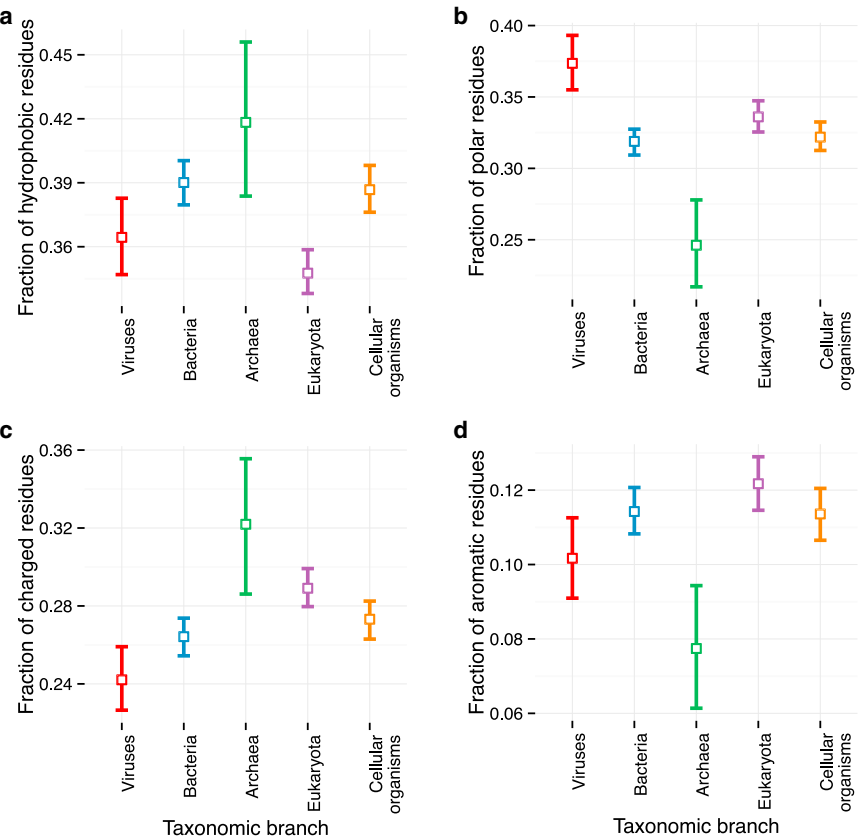 a
Fraction of hydrophobic residues
0.45
0.42
0.39
0.36
Viruses
Bacteria
Archaea
Eukaryota
Cellular
organisms
b
Fraction of polar residues
0.40
0.35
0.30
0.25
Viruses
Bacteria
Archaea
Eukaryota
Cellular
organisms
c
Fraction of charged residues
0.36
0.32
0.28
0.24
Viruses
Bacteria
Archaea
Eukaryota
Cellular
organisms
Taxonomic branch
d
Fraction of aromatic residues
0.12
0.10
0.08
0.06
Viruses
Bacteria
Archaea
Eukaryota
Cellular
organisms
Taxonomic branch